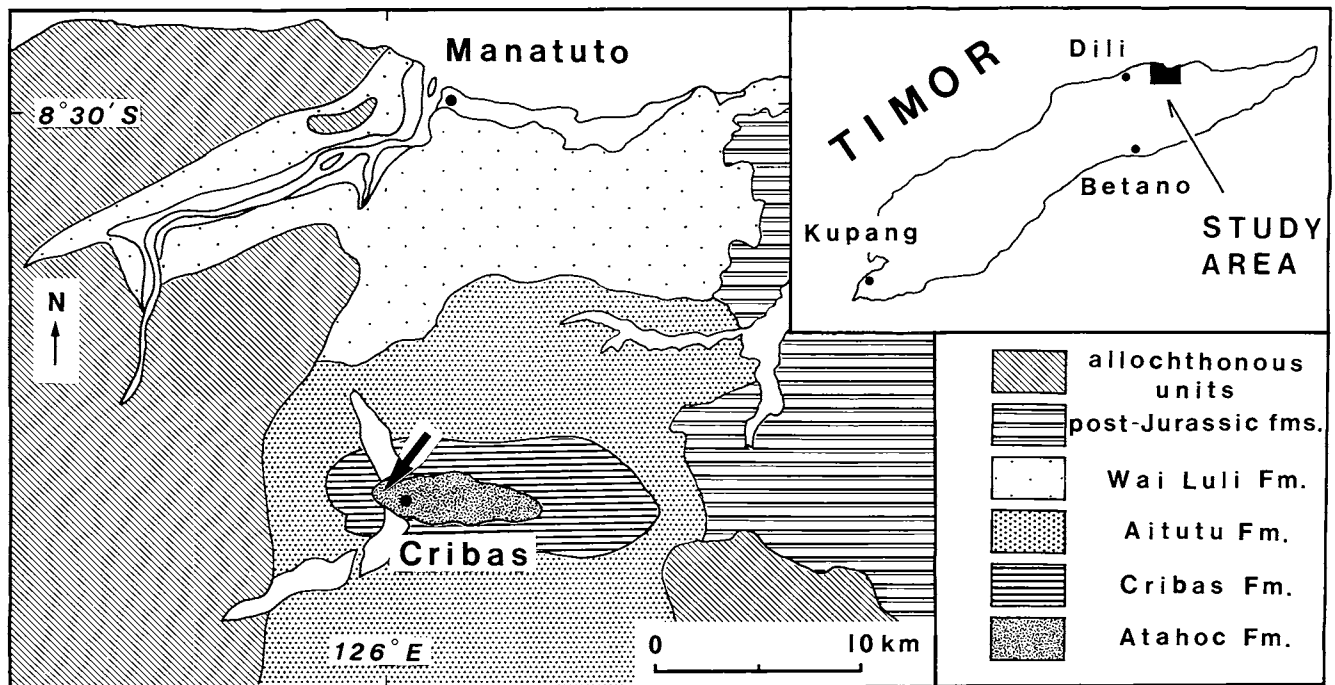 Manatuto
8°30'S
N
Cribas
126°E
0 10 km
TIMOR
Dili
Betano
Kupang
STUDY
AREA
allochthonous
units
post-Jurassic fms.
Wai Luli Fm.
Aitutu Fm.
Cribas Fm.
Atahoc Fm.